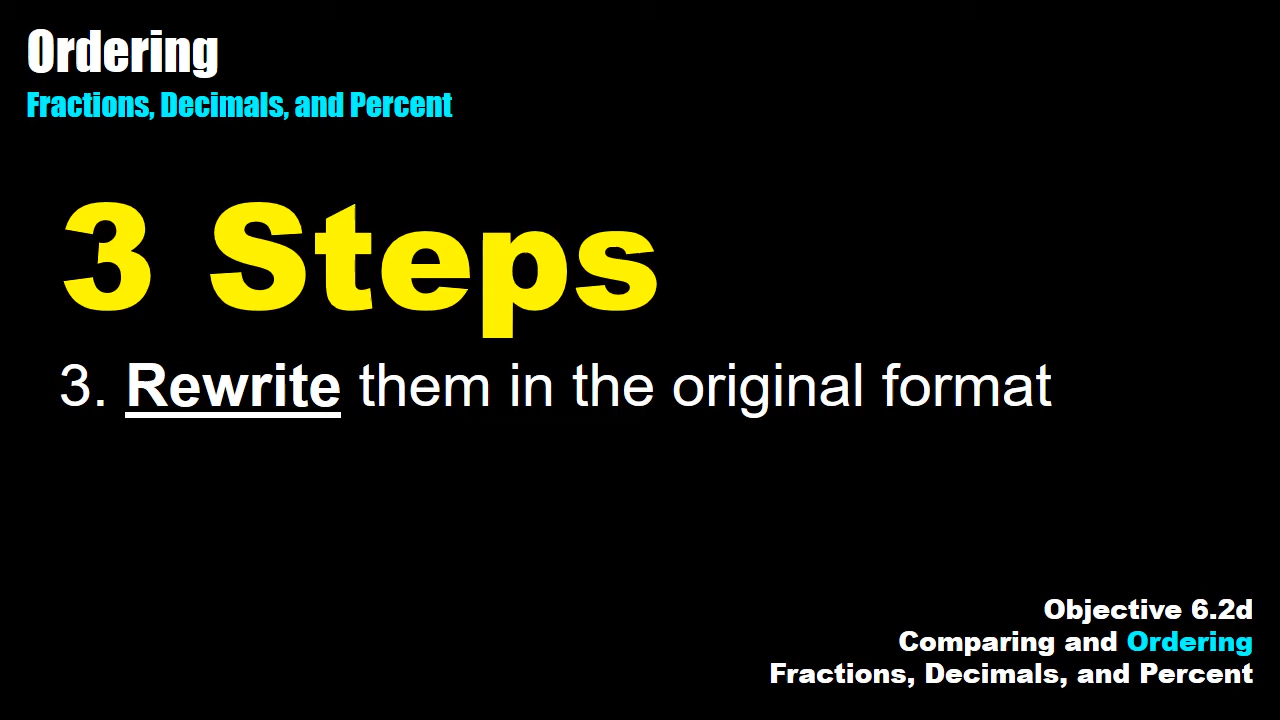 Ordering
Fractions, Decimals, and Percent
3 Steps
3. Rewrite them in the original format
Objective 6.2d
Comparing and Ordering
Fractions, Decimals, and Percent